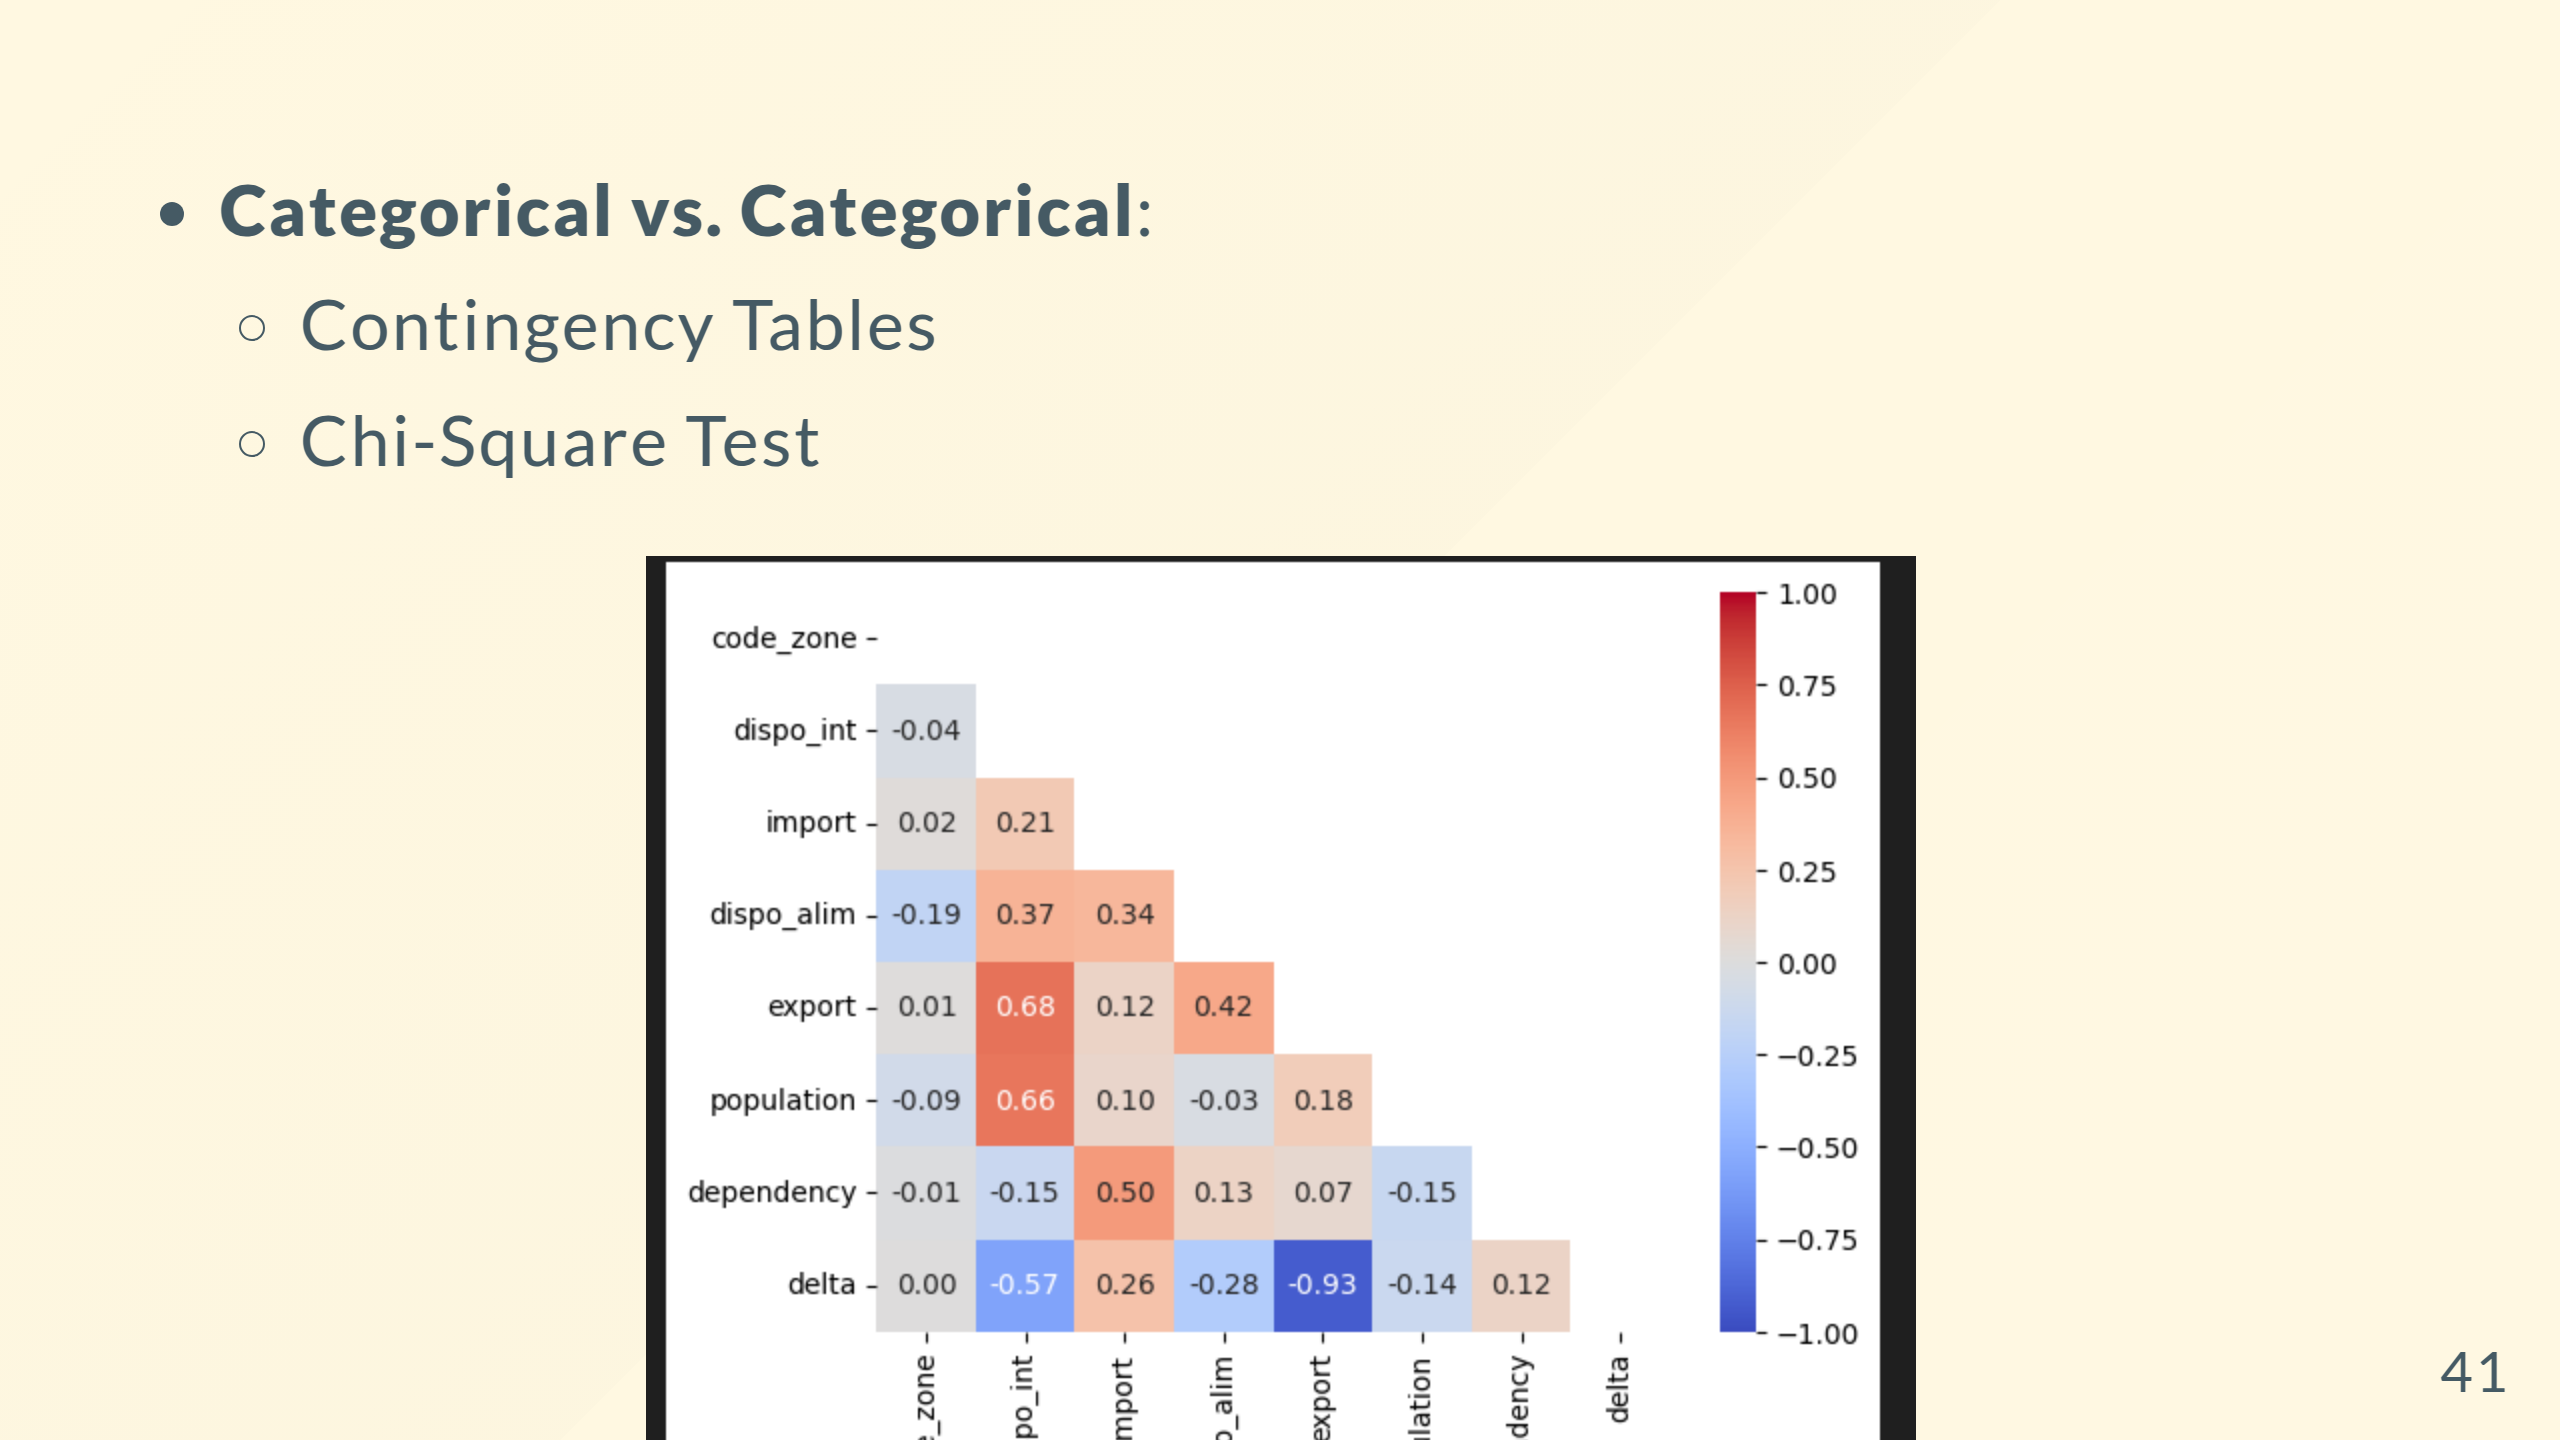 • Categorical vs. Categorical:
○ Contingency Tables
○ Chi-Square Test
code_zone
dispo_int -0.04
import 0.02 0.21
dispo_alim -0.19 0.37 0.34
export 0.01 0.68 0.12 0.42
population -0.09 0.66 0.10 -0.03 0.18
dependency -0.01 -0.15 0.50 0.13 0.07 -0.15
delta 0.00 -0.57 0.26 -0.28 -0.93 -0.14 0.12
e_zone
po_int
mport
o_alim
export
ulation
dency
delta
1.00
0.75
0.50
0.25
0.00
−0.25
−0.50
−0.75
−1.00
41